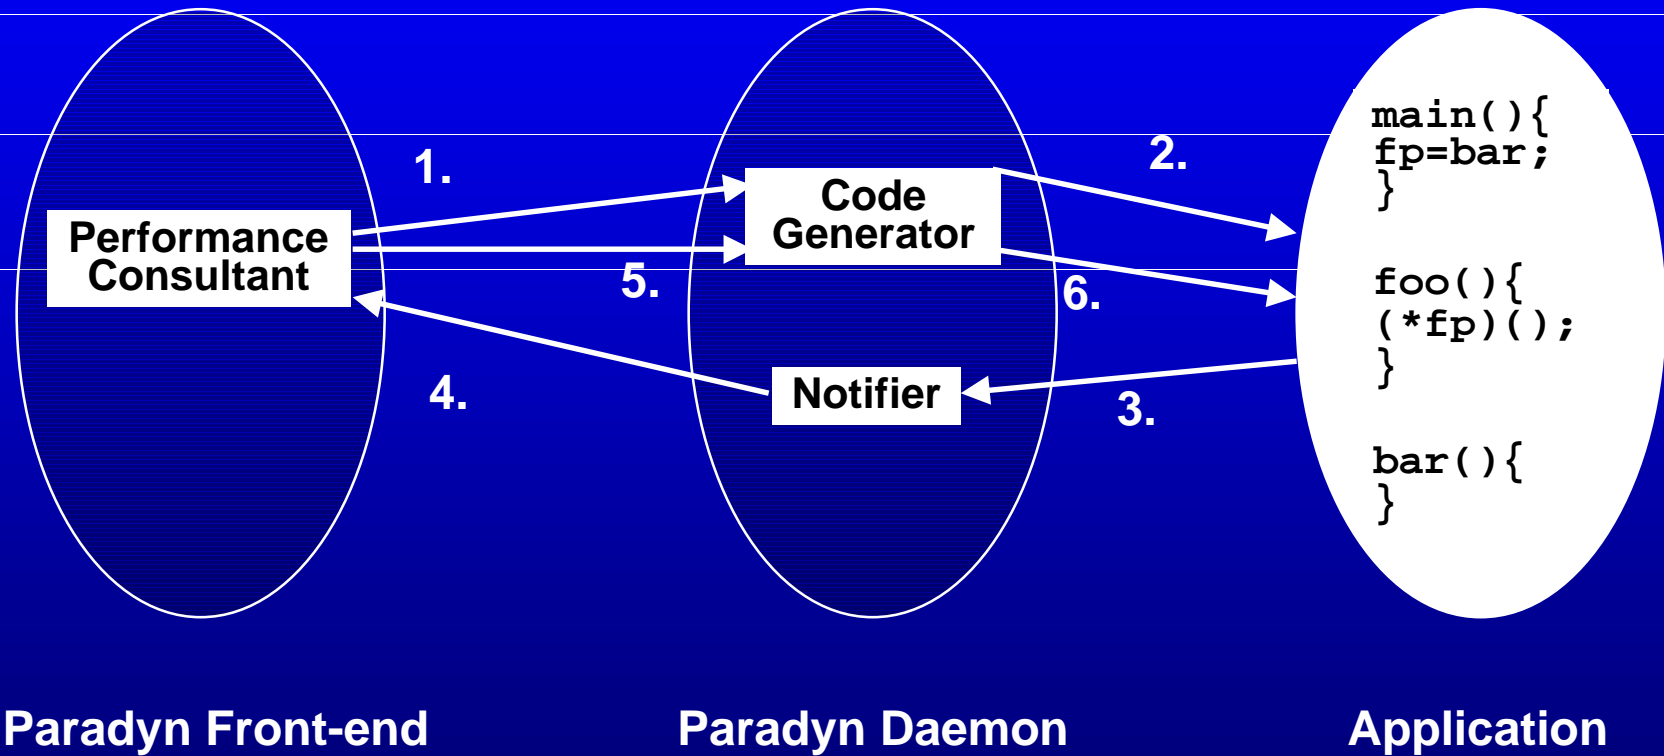 1.
2.
Performance
Consultant
Code
Generator
5.
6.
4.
Notifier
3.
main(){
fp=bar;
}
foo(){
(*fp)();
}
bar(){
}
Paradyn Front-end
Paradyn Daemon
Application